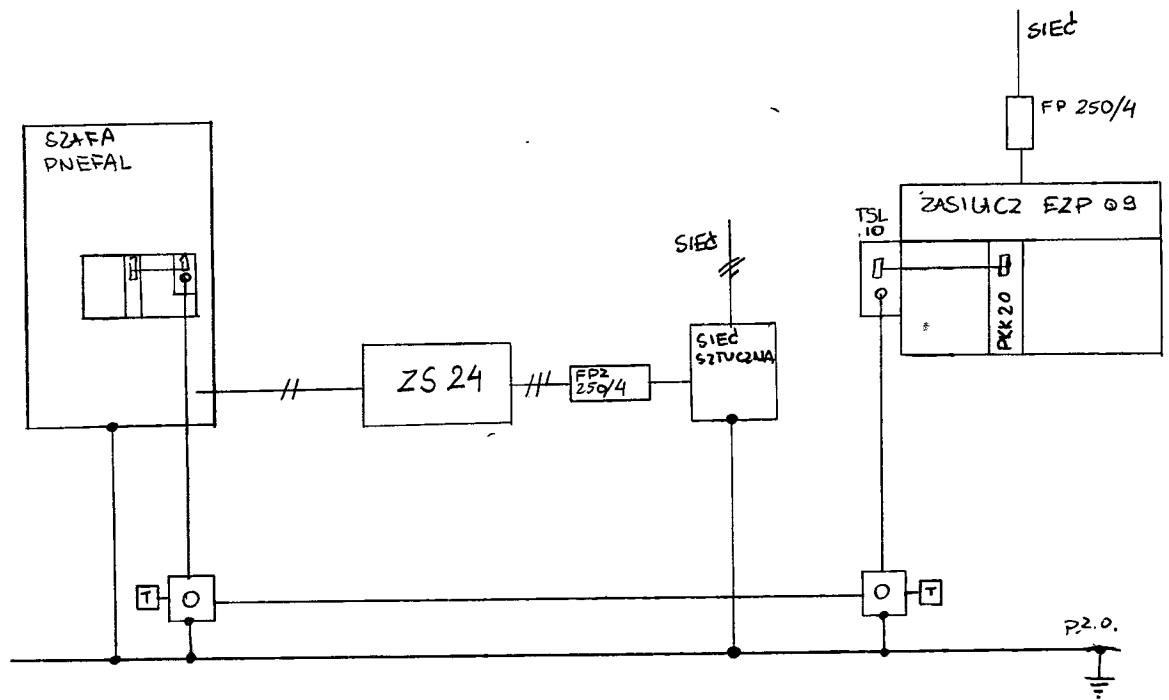 SIEĆ
FP 250/4
SZAFA
PNEFAL
ZASILACZ EZP 09
TSL
10
PKK20
SIEĆ
SIEĆ
SZTUCZNA
ZS 24
FP2
250/4
T
T
P.Z.O.